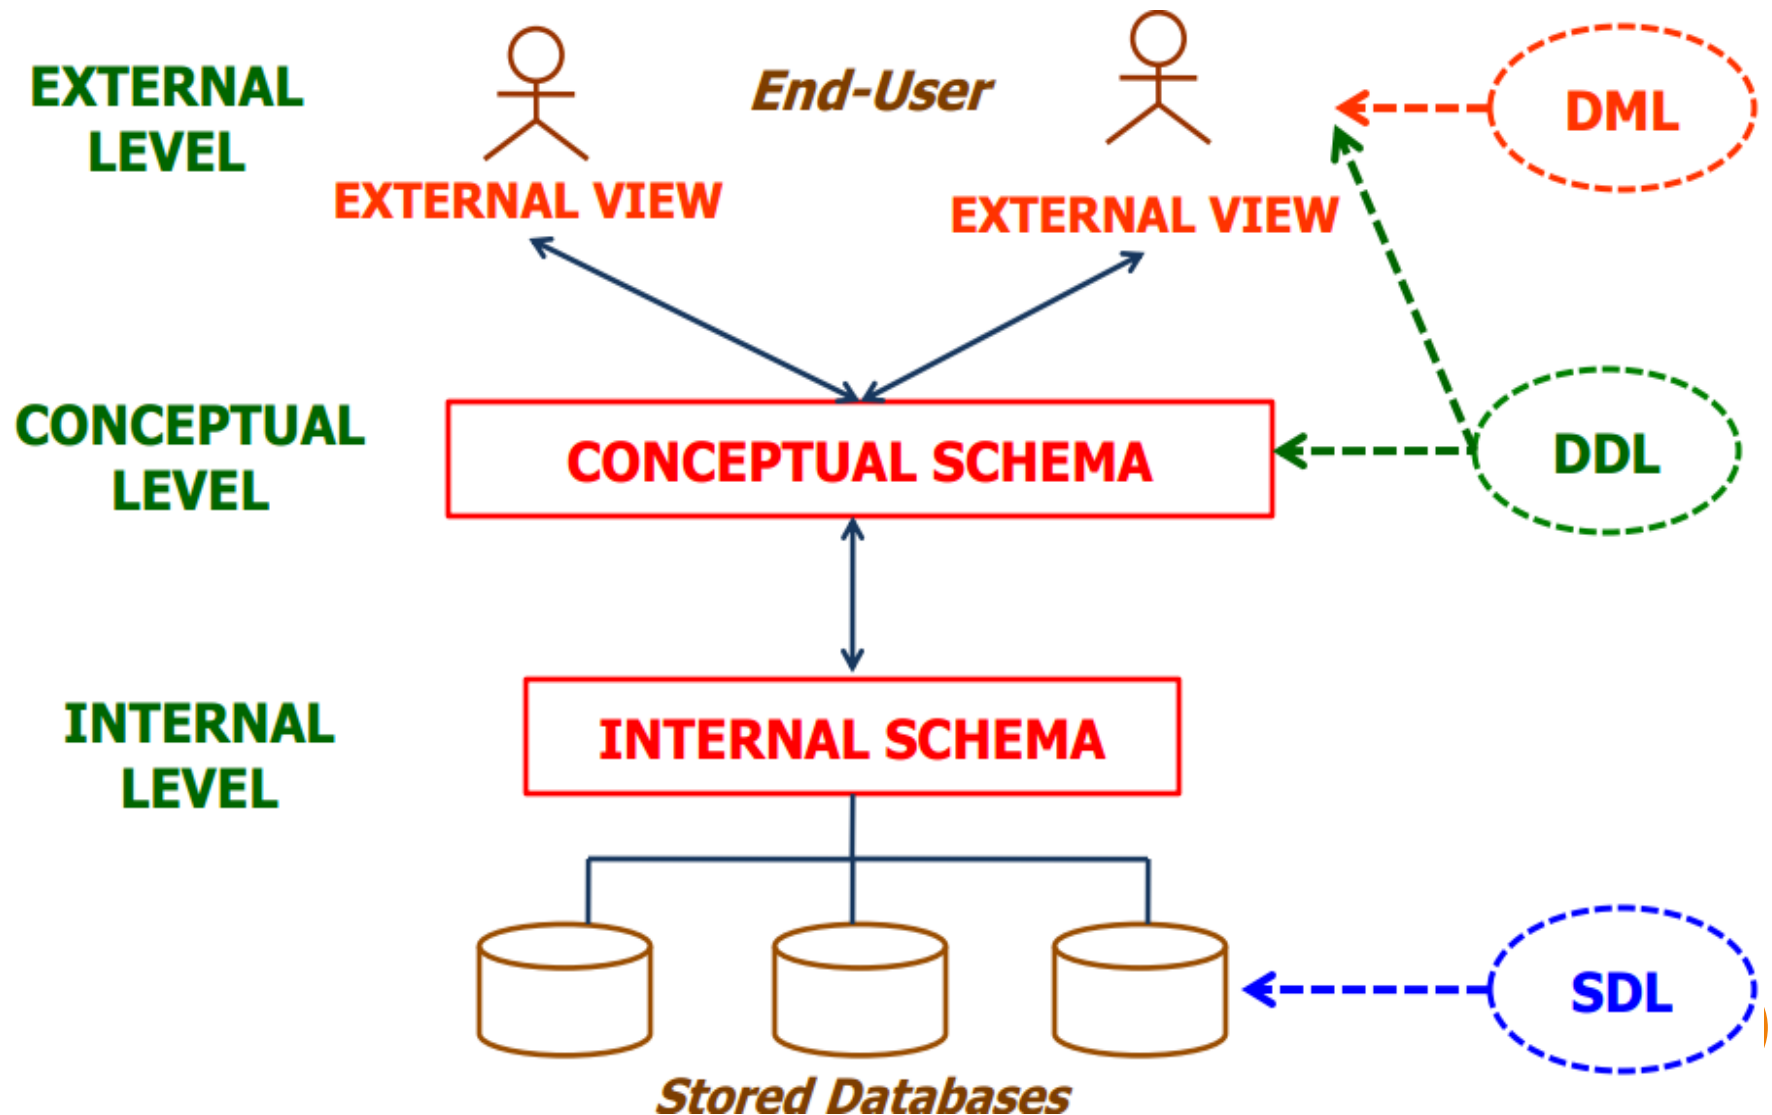 EXTERNAL
LEVEL
End-User
DML
EXTERNAL VIEW
EXTERNAL VIEW
CONCEPTUAL
LEVEL
CONCEPTUAL SCHEMA
DDL
INTERNAL
LEVEL
INTERNAL SCHEMA
SDL
Stored Databases